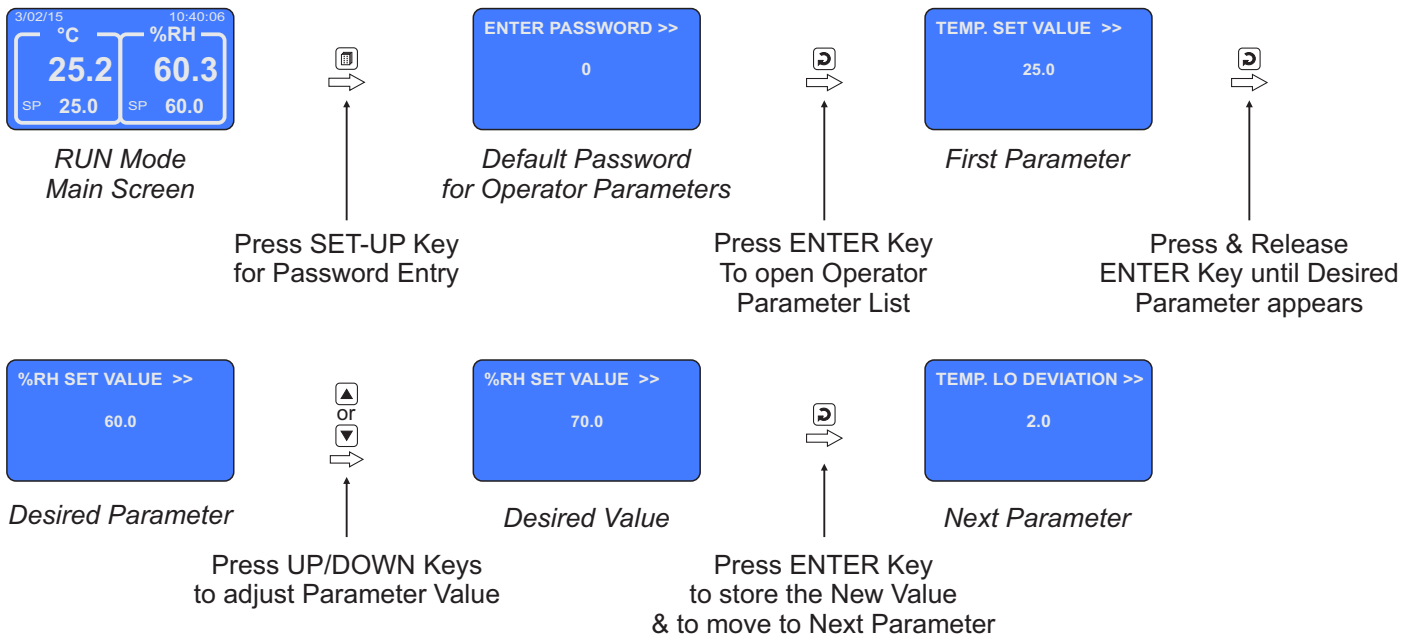 3/02/15 10:40:06
°C %RH
25.2 60.3
SP 25.0 SP 60.0
RUN Mode
Main Screen
Press SET-UP Key
for Password Entry
ENTER PASSWORD >>
0
Default Password
for Operator Parameters
Press ENTER Key
To open Operator
Parameter List
TEMP. SET VALUE >>
25.0
First Parameter
Press & Release
ENTER Key until Desired
Parameter appears
%RH SET VALUE >>
60.0
Desired Parameter
or
Press UP/DOWN Keys
to adjust Parameter Value
%RH SET VALUE >>
70.0
Desired Value
Press ENTER Key
to store the New Value
& to move to Next Parameter
TEMP. LO DEVIATION >>
2.0
Next Parameter